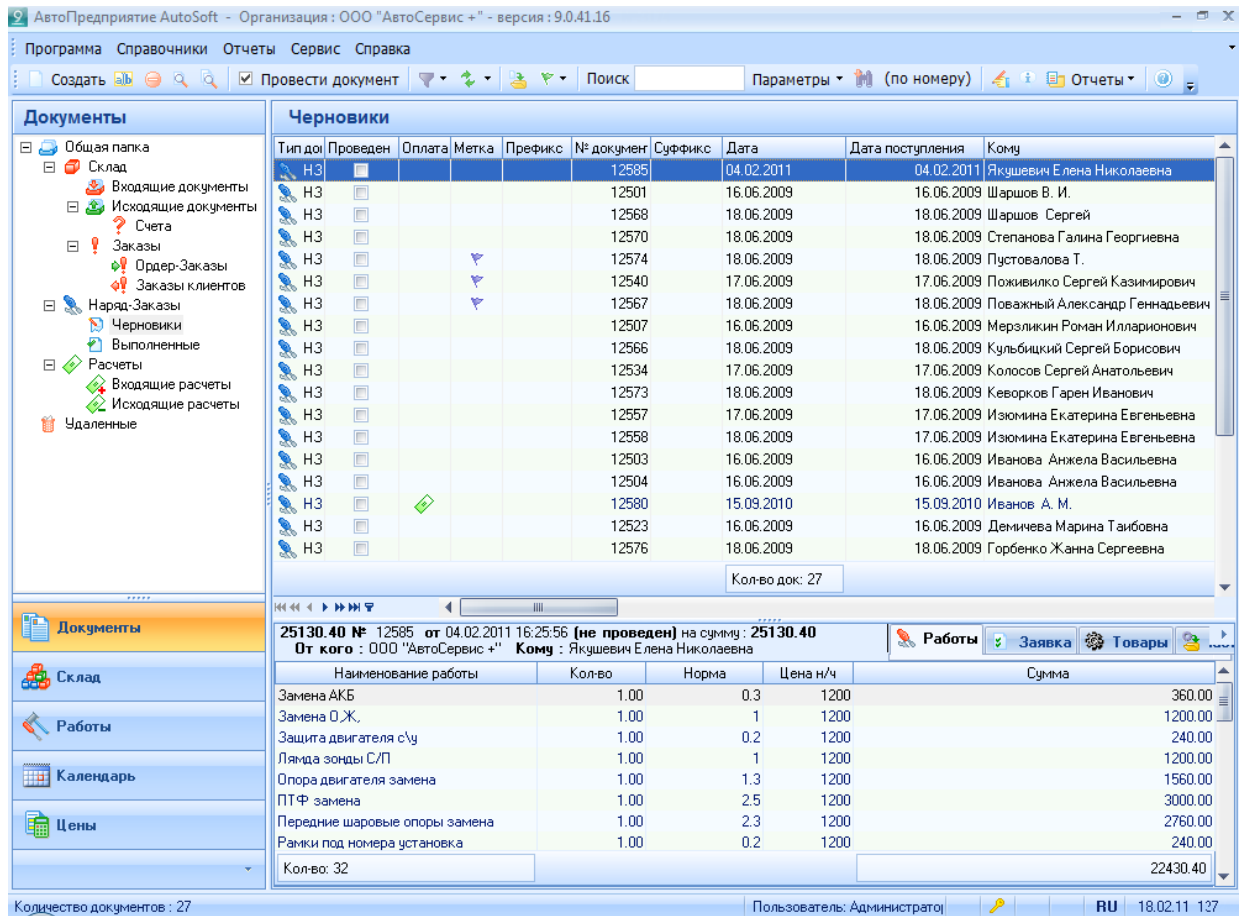 АвтоПредприятие AutoSoft - Организация : ООО "АвтоСервис +" - версия : 9.0.41.16
Программа Справочники Отчеты Сервис Справка
Создать Провести документ Поиск Параметры (по номеру) Отчеты
Документы
Общая папка
Склад
Входящие документы
Исходящие документы
Счета
Заказы
Ордер-Заказы
Заказы клиентов
Наряд-Заказы
Черновики
Выполненные
Расчеты
Входящие расчеты
Исходящие расчеты
Удаленные
Документы
Склад
Работы
Календарь
Цены
Черновики
Тип до Проведен Оплата Метка Префикс № документ Суффикс Дата Дата поступления Кому
НЗ 12585 04.02.2011 04.02.2011 Якушевич Елена Николаевна
НЗ 12501 16.06.2009 16.06.2009 Шаршов В. И.
НЗ 12568 18.06.2009 18.06.2009 Шаршов Сергей
НЗ 12570 18.06.2009 18.06.2009 Степанова Галина Георгиевна
НЗ 12574 18.06.2009 18.06.2009 Пустовалова Т.
НЗ 12540 17.06.2009 17.06.2009 Поживилко Сергей Казимирович
НЗ 12567 18.06.2009 18.06.2009 Поважный Александр Геннадьевич
НЗ 12507 16.06.2009 16.06.2009 Мерзликин Роман Илларионович
НЗ 12566 18.06.2009 18.06.2009 Кульбицкий Сергей Борисович
НЗ 12534 17.06.2009 17.06.2009 Колосов Сергей Анатольевич
НЗ 12573 18.06.2009 18.06.2009 Кеворков Гарен Иванович
НЗ 12557 17.06.2009 17.06.2009 Изюмина Екатерина Евгеньевна
НЗ 12558 18.06.2009 17.06.2009 Изюмина Екатерина Евгеньевна
НЗ 12503 16.06.2009 16.06.2009 Иванова Анжела Васильевна
НЗ 12504 16.06.2009 16.06.2009 Иванова Анжела Васильевна
НЗ 12580 15.09.2010 15.09.2010 Иванов А. М.
НЗ 12523 16.06.2009 16.06.2009 Демичева Марина Таибовна
НЗ 12576 18.06.2009 18.06.2009 Горбенко Жанна Сергеевна
Кол-во док: 27
25130.40 № 12585 от 04.02.2011 16:25:56 (не проведен) на сумму : 25130.40
От кого : ООО "АвтоСервис +" Кому : Якушевич Елена Николаевна
Работы Заявка Товары
Наименование работы Кол-во Норма Цена н/ч Сумма
Замена АКБ 1.00 0.3 1200 360.00
Замена О,Ж, 1.00 1 1200 1200.00
Защита двигателя с\у 1.00 0.2 1200 240.00
Лямда зонды С/П 1.00 1 1200 1200.00
Опора двигателя замена 1.00 1.3 1200 1560.00
ПТФ замена 1.00 2.5 1200 3000.00
Передние шаровые опоры замена 1.00 2.3 1200 2760.00
Рамки под номера установка 1.00 0.2 1200 240.00
Кол-во: 32 22430.40
Количество документов : 27 Пользователь: Администратор RU 18.02.11